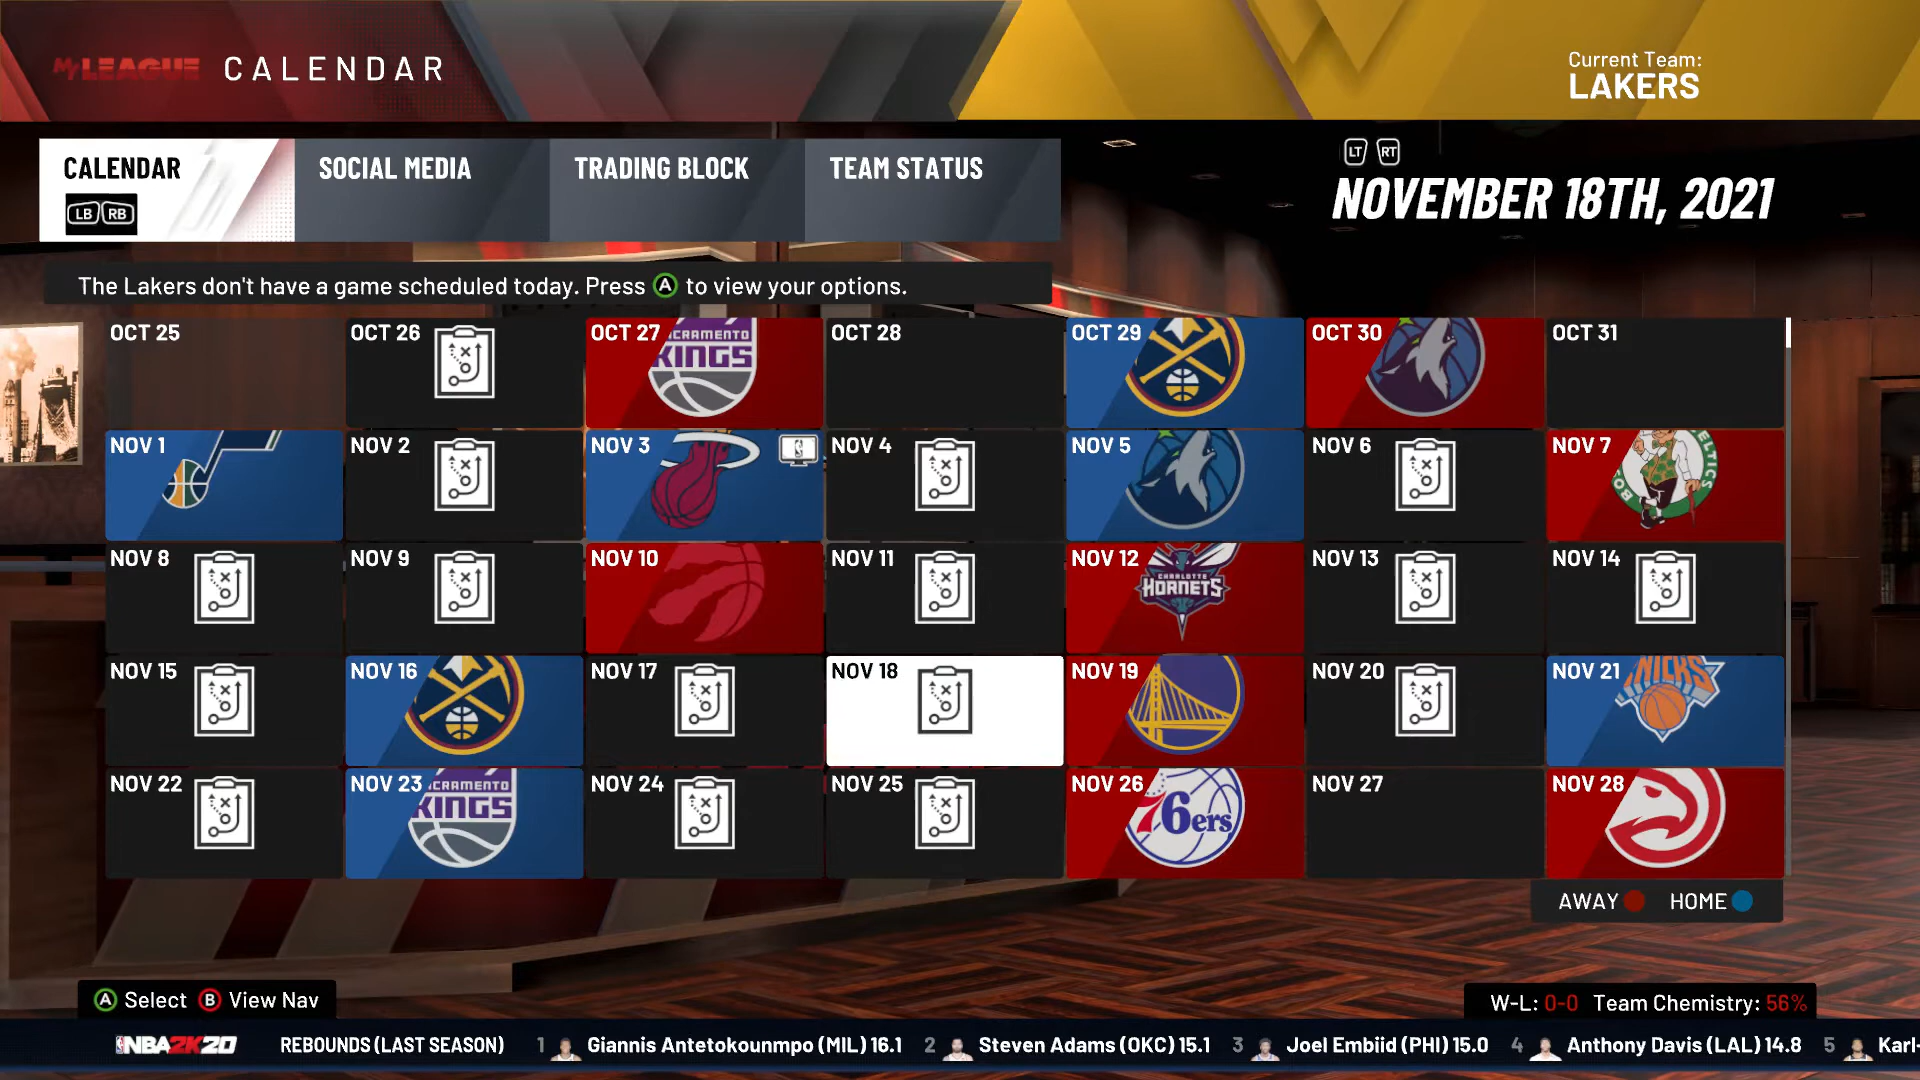 MyLEAGUE CALENDAR
Current Team:
LAKERS
CALENDAR
LB RB
SOCIAL MEDIA
TRADING BLOCK
TEAM STATUS
LT RT
NOVEMBER 18TH, 2021
The Lakers don't have a game scheduled today. Press A to view your options.
OCT 25
OCT 26
OCT 27
KINGS
OCT 28
OCT 29
OCT 30
OCT 31
NOV 1
NOV 2
NOV 3
NOV 4
NOV 5
NOV 6
NOV 7
NOV 8
NOV 9
NOV 10
NOV 11
NOV 12
CHARLOTTE
HORNETS
NOV 13
NOV 14
NOV 15
NOV 16
NOV 17
NOV 18
NOV 19
NOV 20
NOV 21
NOV 22
NOV 23
KINGS
NOV 24
NOV 25
NOV 26
76ers
NOV 27
NOV 28
AWAY HOME
A Select B View Nav
W-L: 0-0 Team Chemistry: 56%
NBA2K20 REBOUNDS (LAST SEASON) 1 Giannis Antetokounmpo (MIL) 16.1 2 Steven Adams (OKC) 15.1 3 Joel Embiid (PHI) 15.0 4 Anthony Davis (LAL) 14.8 5 Karl-